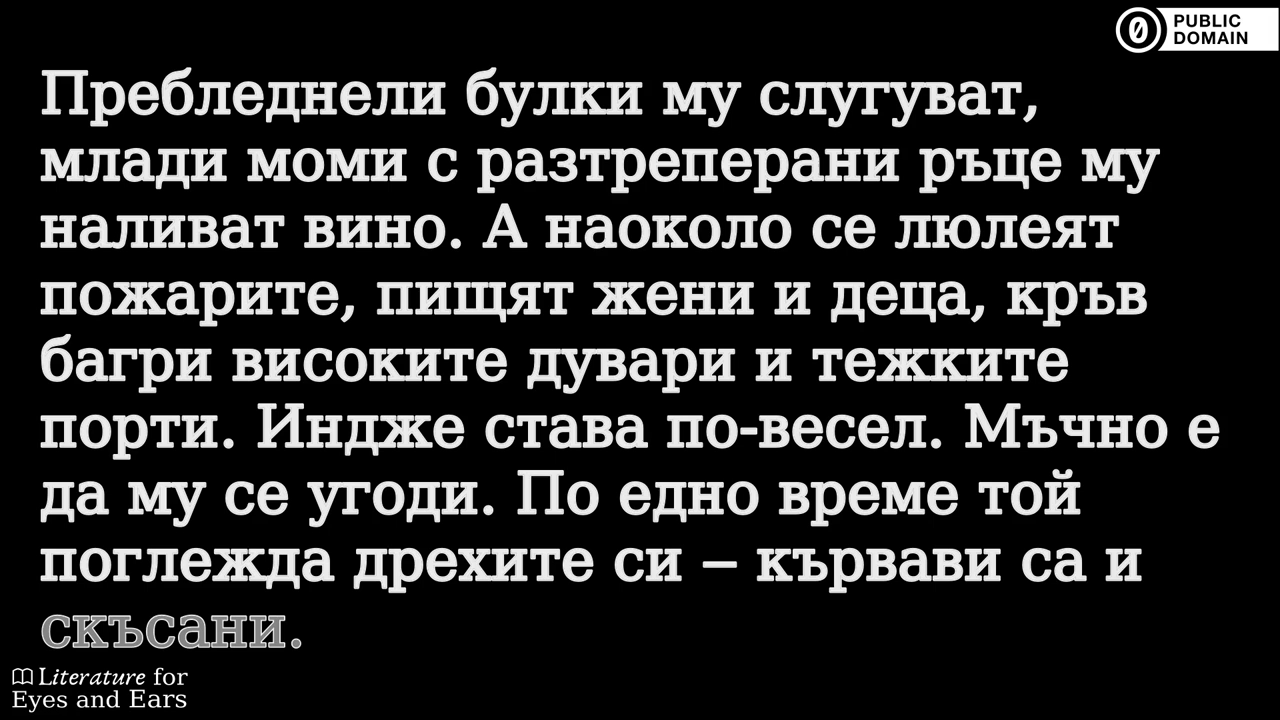 PUBLIC
DOMAIN
Пребледнели булки му слугуват,
млади моми с разтреперани ръце му
наливат вино. А наоколо се люлеят
пожарите, пищят жени и деца, кръв
багри високите дувари и тежките
порти. Индже става по-весел. Мъчно е
да му се угоди. По едно време той
поглежда дрехите си – кървави са и
скъсани.
Literature for
Eyes and Ears